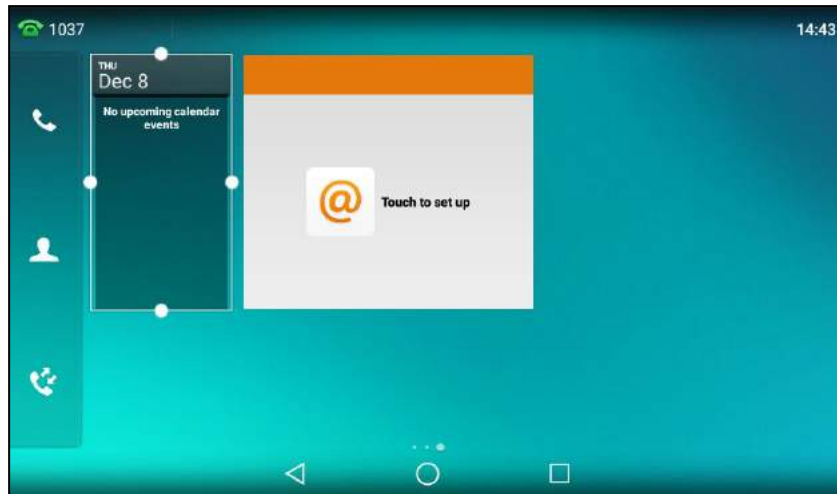 1037
14:43
THU
Dec 8
No upcoming calendar
events
@ Touch to set up